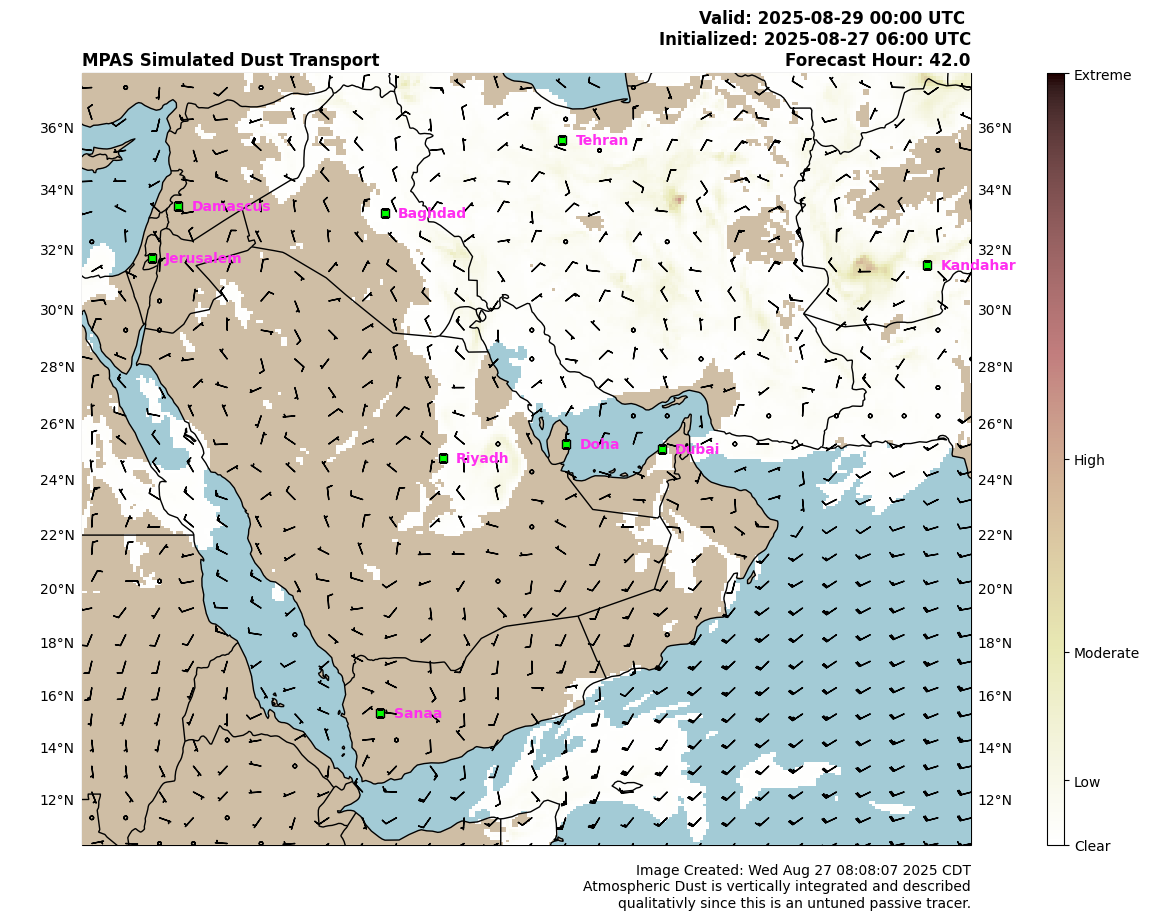 Valid: 2025-08-29 00:00 UTC
Initialized: 2025-08-27 06:00 UTC
MPAS Simulated Dust Transport
Forecast Hour: 42.0
Extreme
High
Moderate
Low
Clear
36°N
34°N
32°N
30°N
28°N
26°N
24°N
22°N
20°N
18°N
16°N
14°N
12°N
36°N
34°N
32°N
30°N
28°N
26°N
24°N
22°N
20°N
18°N
16°N
14°N
12°N
Tehran
Damascus
Baghdad
Jerusalem
Kandahar
Doha
Dubai
Riyadh
Sanaa
Image Created: Wed Aug 27 08:08:07 2025 CDT
Atmospheric Dust is vertically integrated and described
qualitativly since this is an untuned passive tracer.